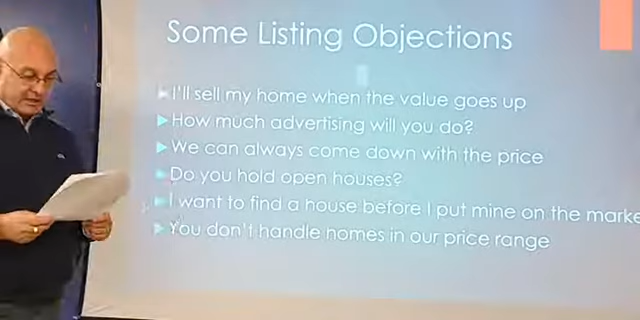 Some Listing Objections
I'll sell my home when the value goes up
How much advertising will you do?
We can always come down with the price
Do you hold open houses?
I want to find a house before I put mine on the marke
You don't handle homes in our price range